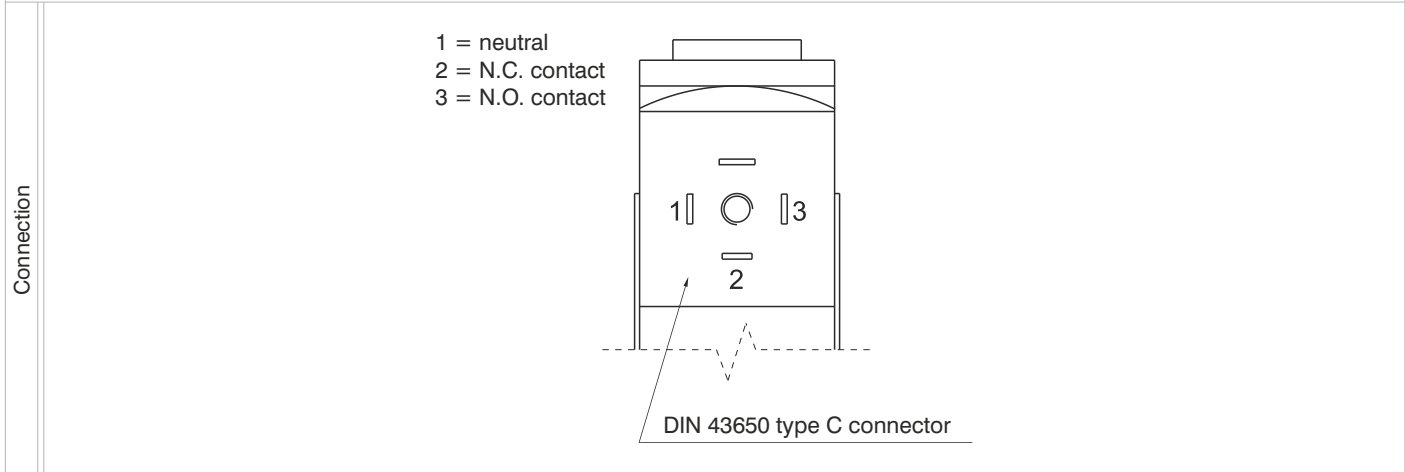 Connection
1 = neutral
2 = N.C. contact
3 = N.O. contact
1
3
2
DIN 43650 type C connector